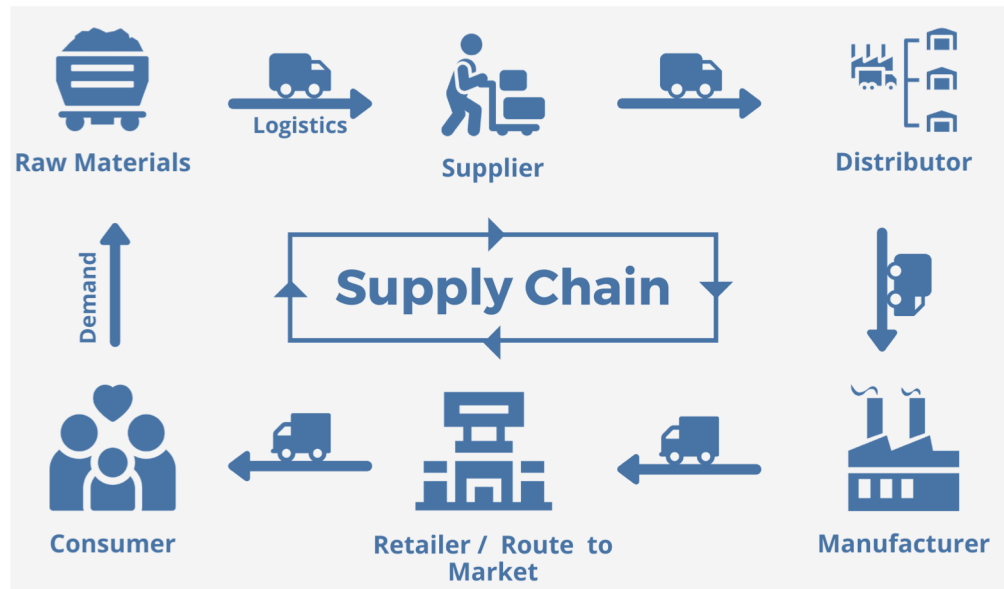 Logistics
Raw Materials
Supplier
Distributor
Demand
Supply Chain
Consumer
Retailer / Route to
Market
Manufacturer